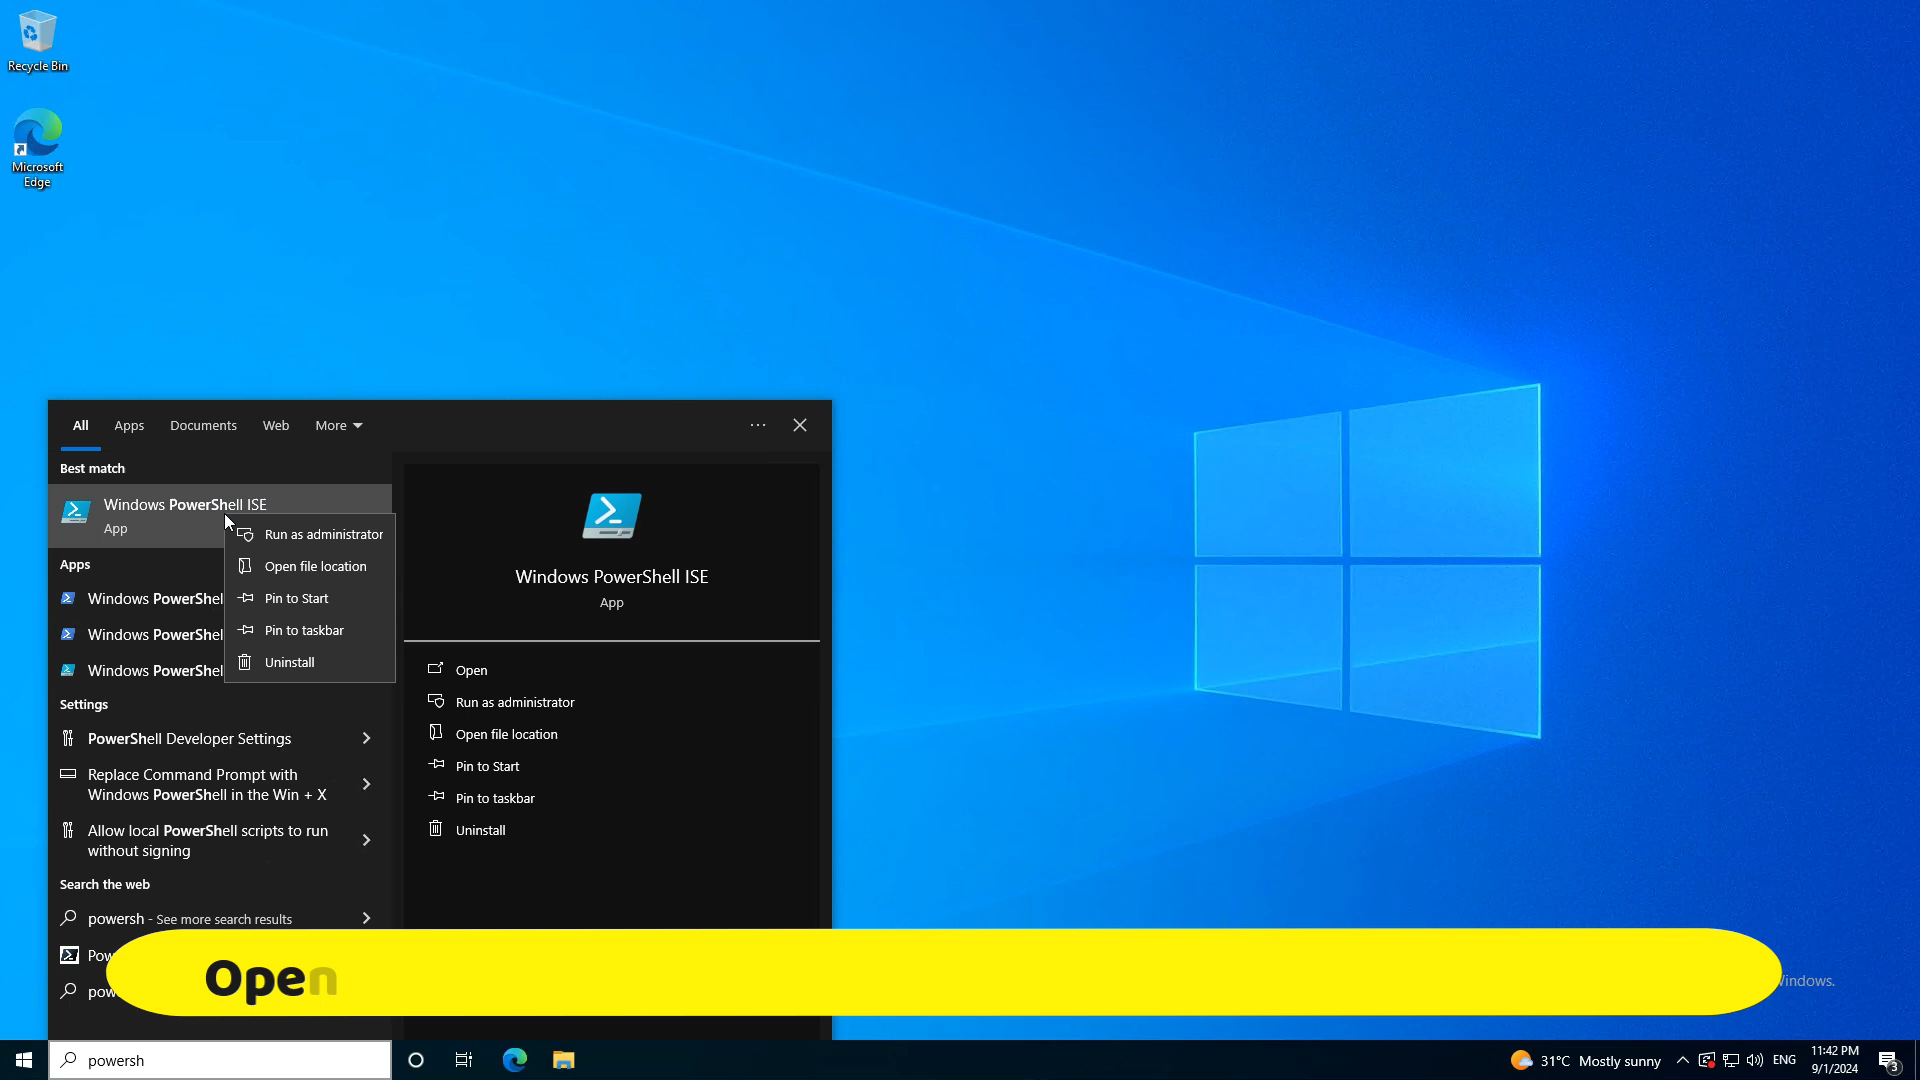 Recycle Bin
Microsoft
Edge
All
Apps
Documents
Web
More
Best match
Windows PowerShell ISE
App
Apps
Windows PowerShel
Windows PowerShel
Windows PowerShel
Run as administrator
Open file location
Pin to Start
Pin to taskbar
Uninstall
Settings
PowerShell Developer Settings
Replace Command Prompt with
Windows PowerShell in the Win + X
Allow local PowerShell scripts to run
without signing
Search the web
powersh - See more search results
Pow
pow
Windows PowerShell ISE
App
Open
Run as administrator
Open file location
Pin to Start
Pin to taskbar
Uninstall
Open
Windows.
powersh
31°C Mostly sunny
ENG
11:42 PM
9/1/2024
3